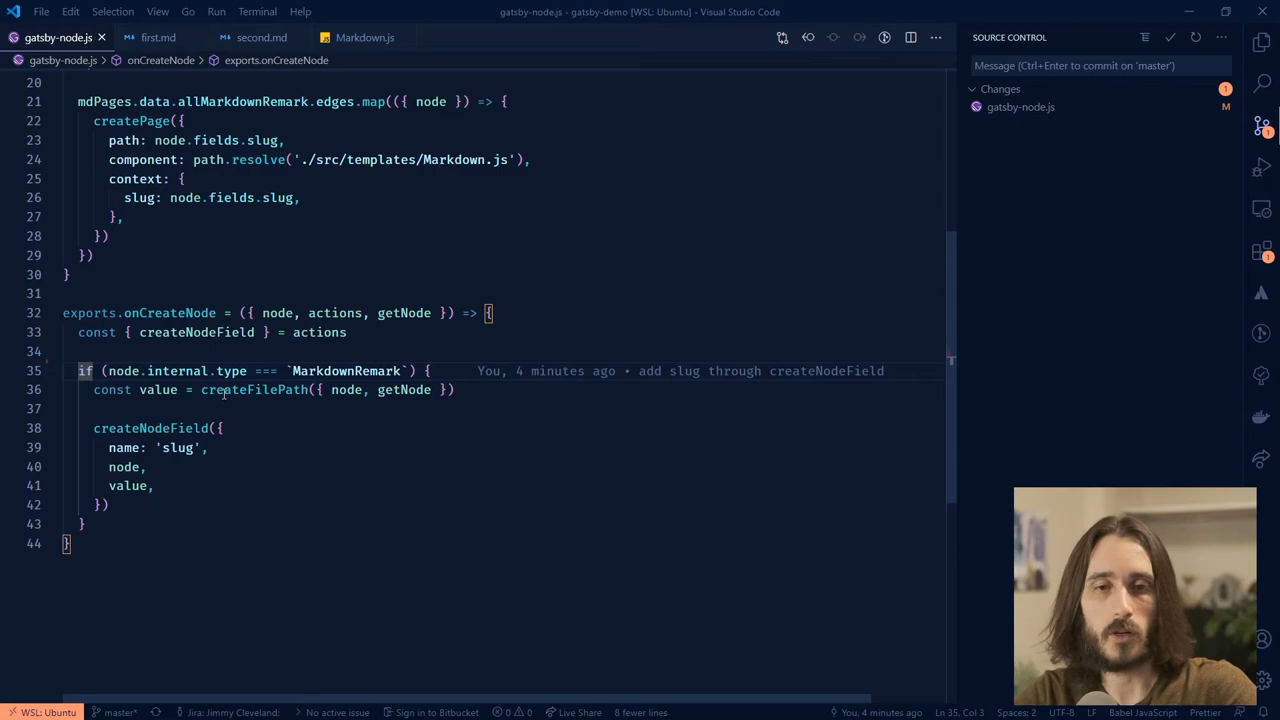 File Edit Selection View Go Run Terminal Help gatsby-node.js - gatsby-demo [WSL: Ubuntu] - Visual Studio Code
gatsby-node.js first.md second.md JS Markdown.js
gatsby-node.js > onCreateNode > exports.onCreateNode
20
21 mdPages.data.allMarkdownRemark.edges.map(({ node }) => {
22 createPage({
23 path: node.fields.slug,
24 component: path.resolve('./src/templates/Markdown.js'),
25 context: {
26 slug: node.fields.slug,
27 },
28 })
29 })
30 }
31
32 exports.onCreateNode = ({ node, actions, getNode }) => {
33 const { createNodeField } = actions
34
35 if (node.internal.type === `MarkdownRemark`) { You, 4 minutes ago • add slug through createNodeField
36 const value = createFilePath({ node, getNode })
37
38 createNodeField({
39 name: 'slug',
40 node,
41 value,
42 })
43 }
44 }
SOURCE CONTROL
Message (Ctrl+Enter to commit on 'master')
Changes 1
gatsby-node.js M
1
1
WSL: Ubuntu master* Jira: Jimmy Cleveland: No active issue Sign in to Bitbucket 0 0 Live Share 8 fewer lines You, 4 minutes ago Ln 35, Col 3 Spaces: 2 UTF-8 LF Babel JavaScript Prettier